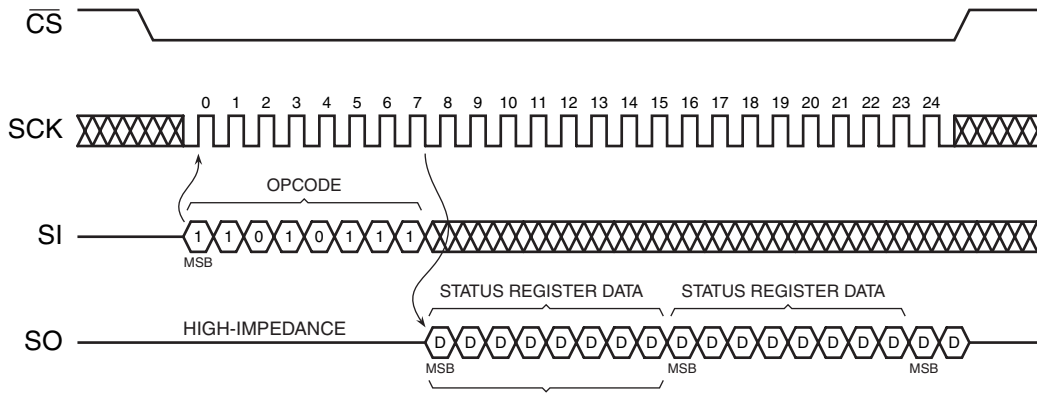 CS
0 1 2 3 4 5 6 7 8 9 10 11 12 13 14 15 16 17 18 19 20 21 22 23 24
SCK
OPCODE
SI 1 1 0 1 0 1 1 1
MSB
STATUS REGISTER DATA STATUS REGISTER DATA
HIGH-IMPEDANCE
SO D D D D D D D D D D D D D D D D D D
MSB MSB MSB